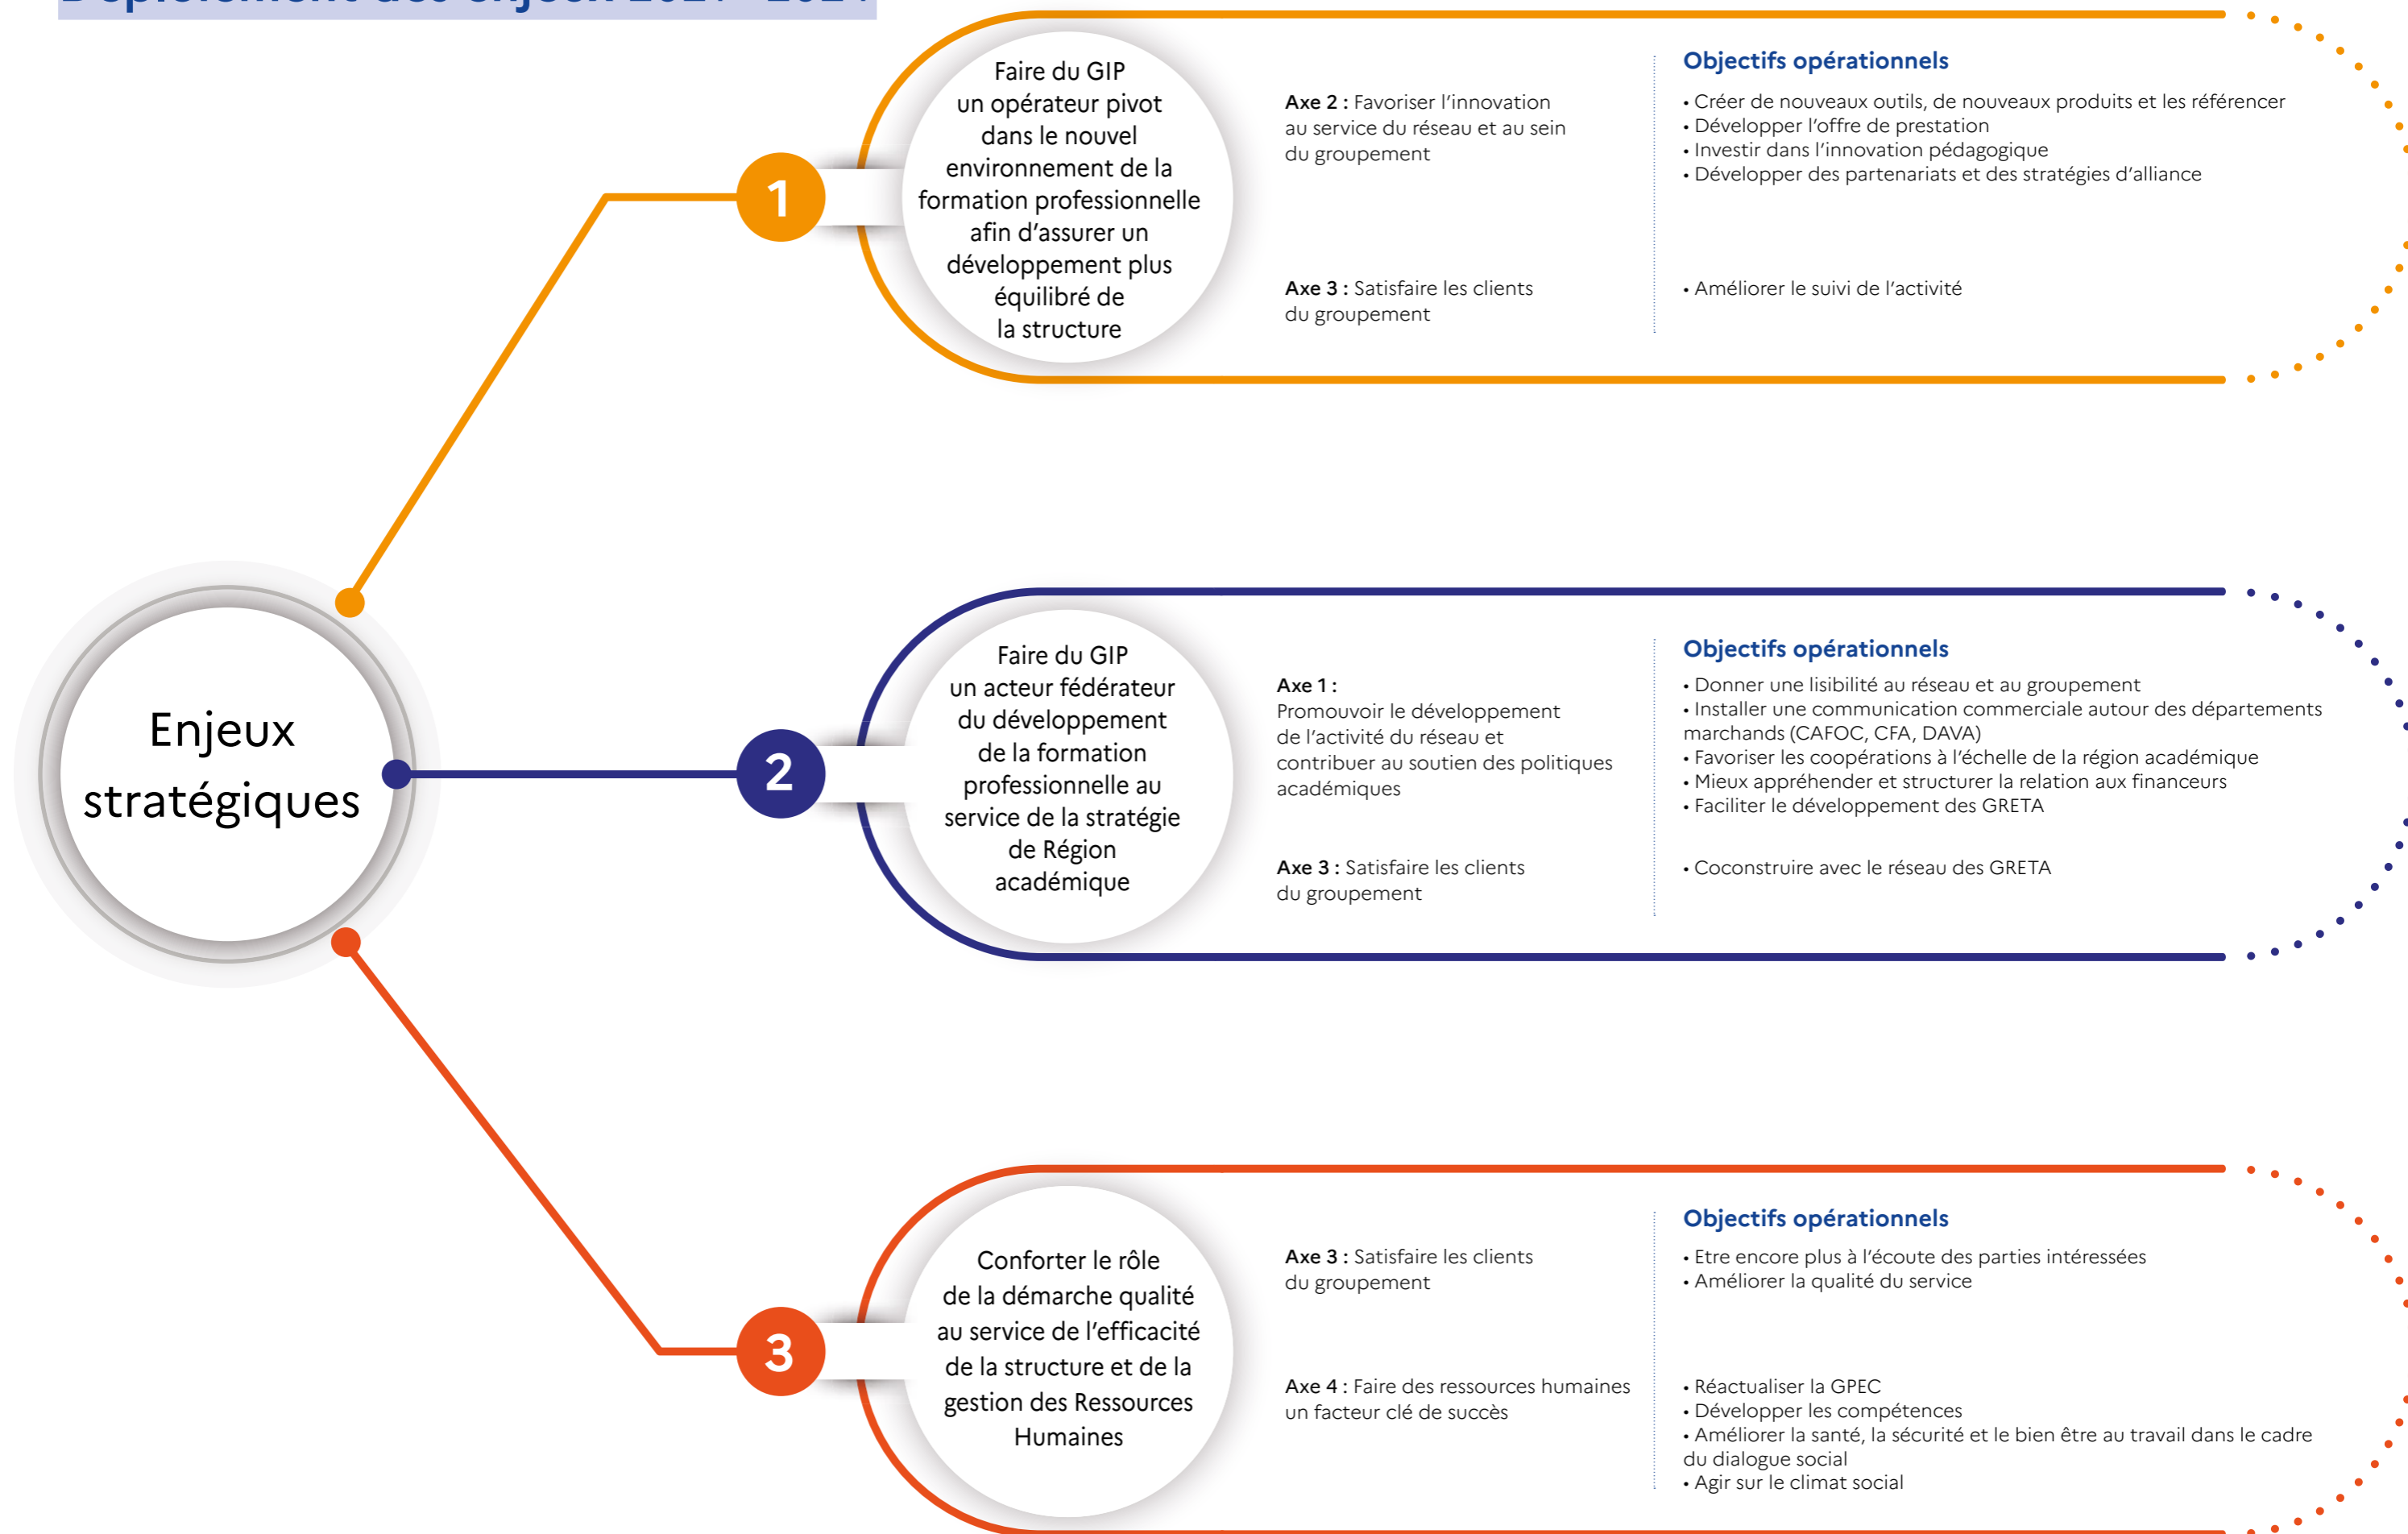 Déploiement des enjeux 2021 - 2024
Enjeux
stratégiques
1
Faire du GIP
un opérateur pivot
dans le nouvel
environnement de la
formation professionnelle
afin d’assurer un
développement plus
équilibré de
la structure
Axe 2 : Favoriser l’innovation
au service du réseau et au sein
du groupement
Objectifs opérationnels
• Créer de nouveaux outils, de nouveaux produits et les référencer
• Développer l’offre de prestation
• Investir dans l’innovation pédagogique
• Développer des partenariats et des stratégies d’alliance
Axe 3 : Satisfaire les clients
du groupement
• Améliorer le suivi de l’activité
2
Faire du GIP
un acteur fédérateur
du développement
de la formation
professionnelle au
service de la stratégie
de Région
académique
Axe 1 :
Promouvoir le développement
de l’activité du réseau et
contribuer au soutien des politiques
académiques
Objectifs opérationnels
• Donner une lisibilité au réseau et au groupement
• Installer une communication commerciale autour des départements
marchands (CAFOC, CFA, DAVA)
• Favoriser les coopérations à l’échelle de la région académique
• Mieux appréhender et structurer la relation aux financeurs
• Faciliter le développement des GRETA
Axe 3 : Satisfaire les clients
du groupement
• Coconstruire avec le réseau des GRETA
3
Conforter le rôle
de la démarche qualité
au service de l’efficacité
de la structure et de la
gestion des Ressources
Humaines
Axe 3 : Satisfaire les clients
du groupement
Objectifs opérationnels
• Etre encore plus à l’écoute des parties intéressées
• Améliorer la qualité du service
Axe 4 : Faire des ressources humaines
un facteur clé de succès
• Réactualiser la GPEC
• Développer les compétences
• Améliorer la santé, la sécurité et le bien être au travail dans le cadre
du dialogue social
• Agir sur le climat social